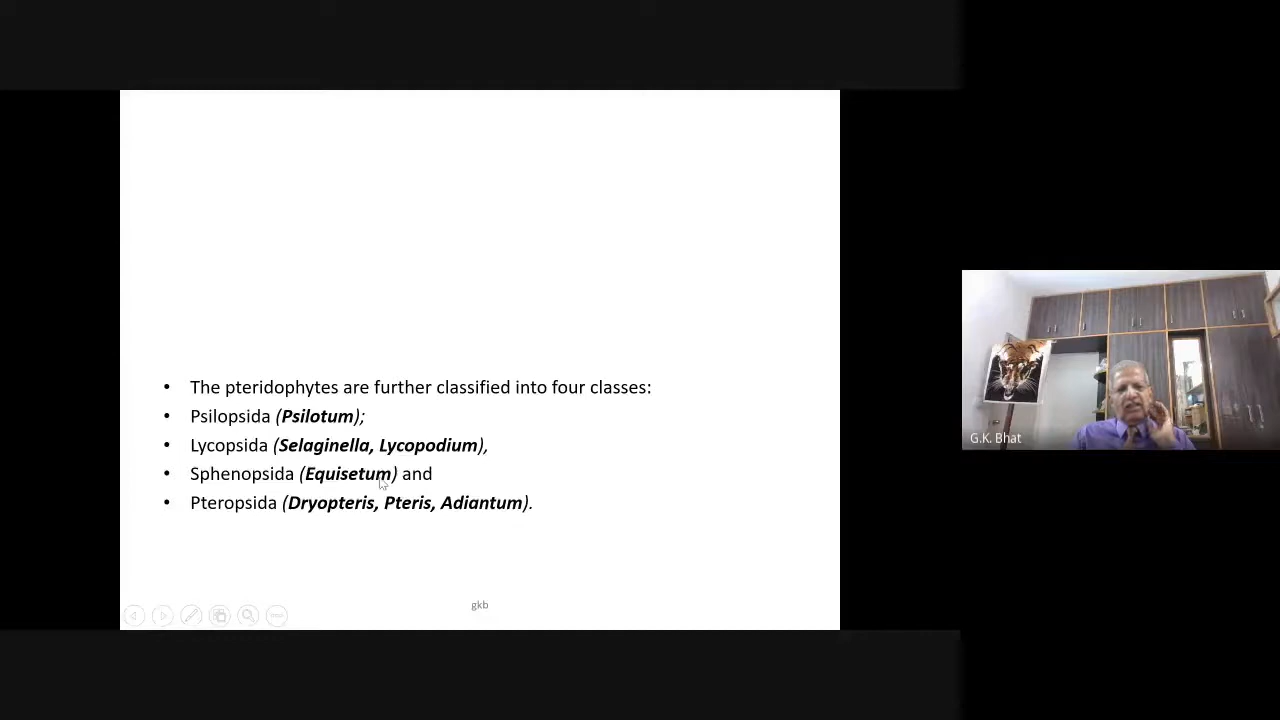 • The pteridophytes are further classified into four classes:
• Psilopsida (Psilotum);
• Lycopsida (Selaginella, Lycopodium),
• Sphenopsida (Equisetum) and
• Pteropsida (Dryopteris, Pteris, Adiantum).
gkb
G.K. Bhat